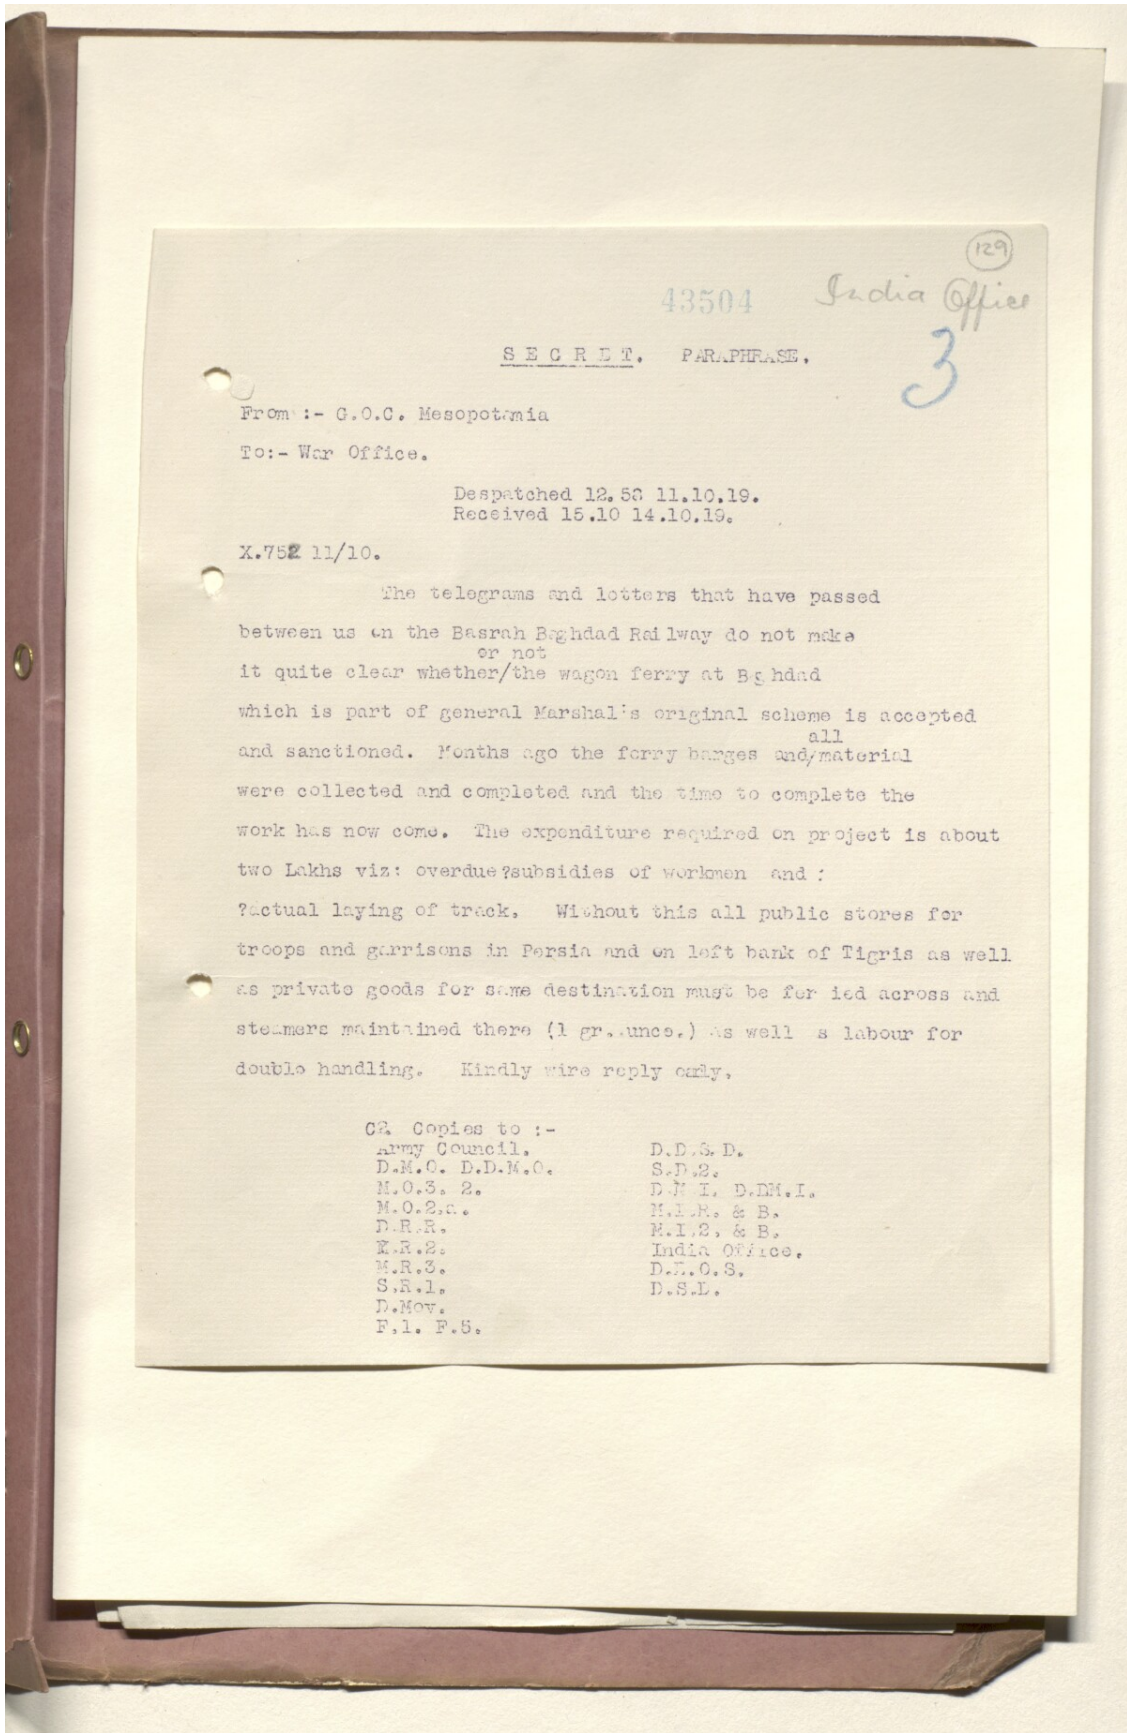 129
43504
India Office
SECRET. PARAPHRASE.
3
From :- G.O.C. Mesopotamia
To:- War Office.
Despatched 12.58 11.10.19.
Received 15.10 14.10.19.
X.752 11/10.
The telegrams and letters that have passed
between us on the Basrah Baghdad Railway do not make
or not
it quite clear whether/the wagon ferry at Baghdad
which is part of general Marshal's original scheme is accepted
all
and sanctioned. Months ago the ferry barges and/material
were collected and completed and the time to complete the
work has now come. The expenditure required on project is about
two Lakhs viz: overdue ?subsidies of workmen and :
?actual laying of track. Without this all public stores for
troops and garrisons in Persia and on left bank of Tigris as well
as private goods for same destination must be ferried across and
steamers maintained there (1 gr. unce.) as well as labour for
double handling. Kindly wire reply early.
C2. Copies to :-
Army Council.
D.M.O. D.D.M.O.
M.O.3. 2.
M.O.2.a.
D.R.R.
M.R.2.
M.R.3.
S.R.1.
D.Mov.
F.1. F.5.
D.D.S.D.
S.D.2.
D.M.I. D.DM.I.
M.I.R. & B.
M.I.2. & B.
India Office.
D.E.O.S.
D.S.L.